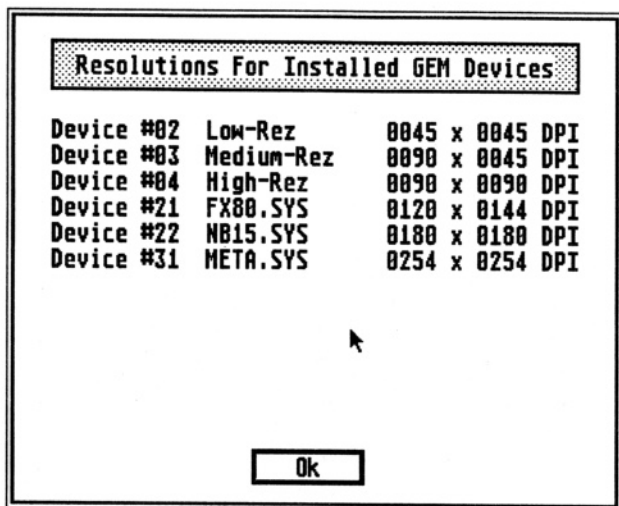 Resolutions For Installed GEM Devices
Device #02 Low-Rez 0045 x 0045 DPI
Device #03 Medium-Rez 0090 x 0045 DPI
Device #04 High-Rez 0090 x 0090 DPI
Device #21 FX80.SYS 0120 x 0144 DPI
Device #22 NB15.SYS 0180 x 0180 DPI
Device #31 META.SYS 0254 x 0254 DPI
Ok